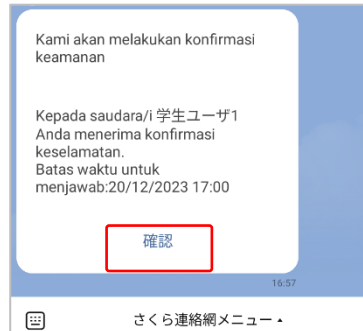 Kami akan melakukan konfirmasi
keamanan
Kepada saudara/i 学生ユーザ1
Anda menerima konfirmasi
keselamatan.
Batas waktu untuk
menjawab:20/12/2023 17:00
確認
16:57
さくら連絡網メニュー